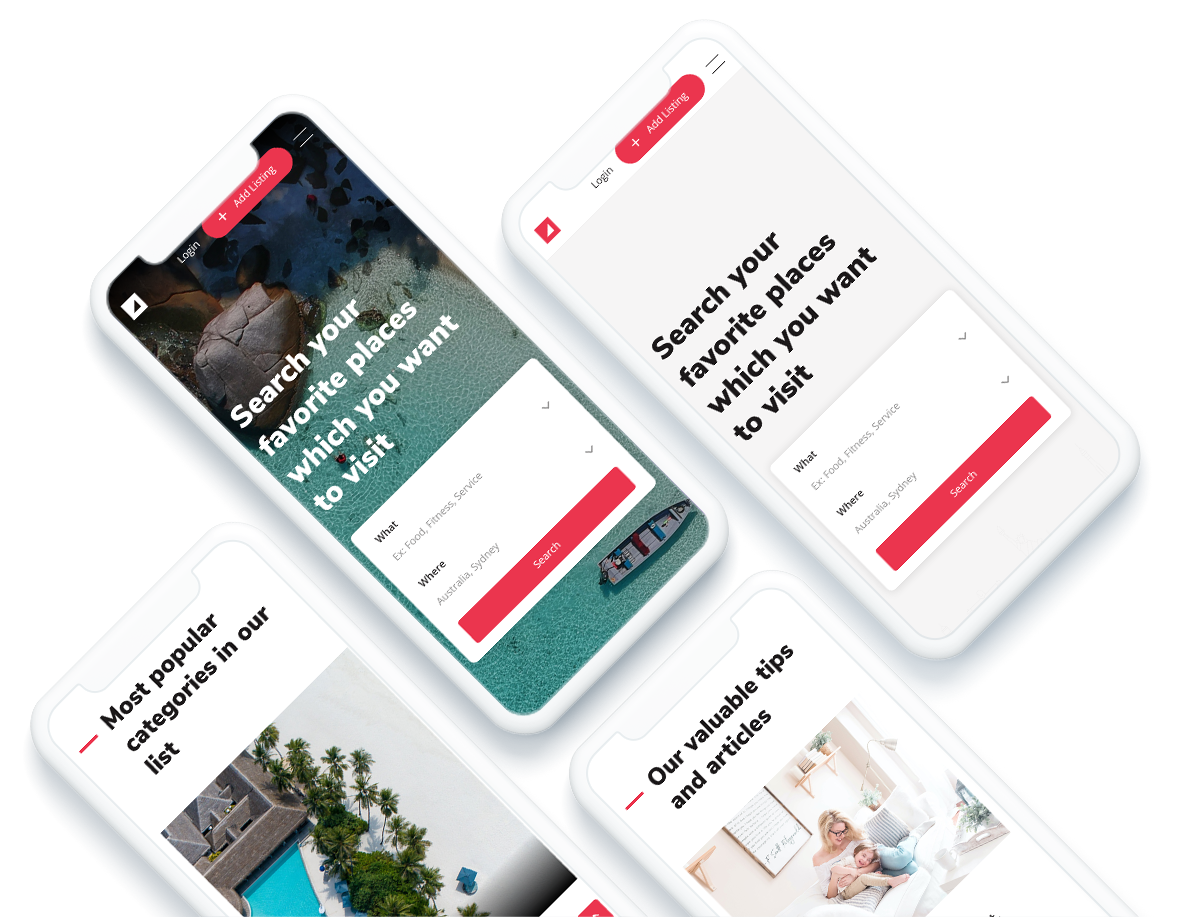 Login
+ Add Listing
Search your
favorite places
which you want
to visit
What
Ex: Food, Fitness, Service
Where
Australia, Sydney
Search
Login
+ Add Listing
Search your
favorite places
which you want
to visit
What
Ex: Food, Fitness, Service
Where
Australia, Sydney
Search
Most popular
categories in our
list
Our valuable tips
and articles